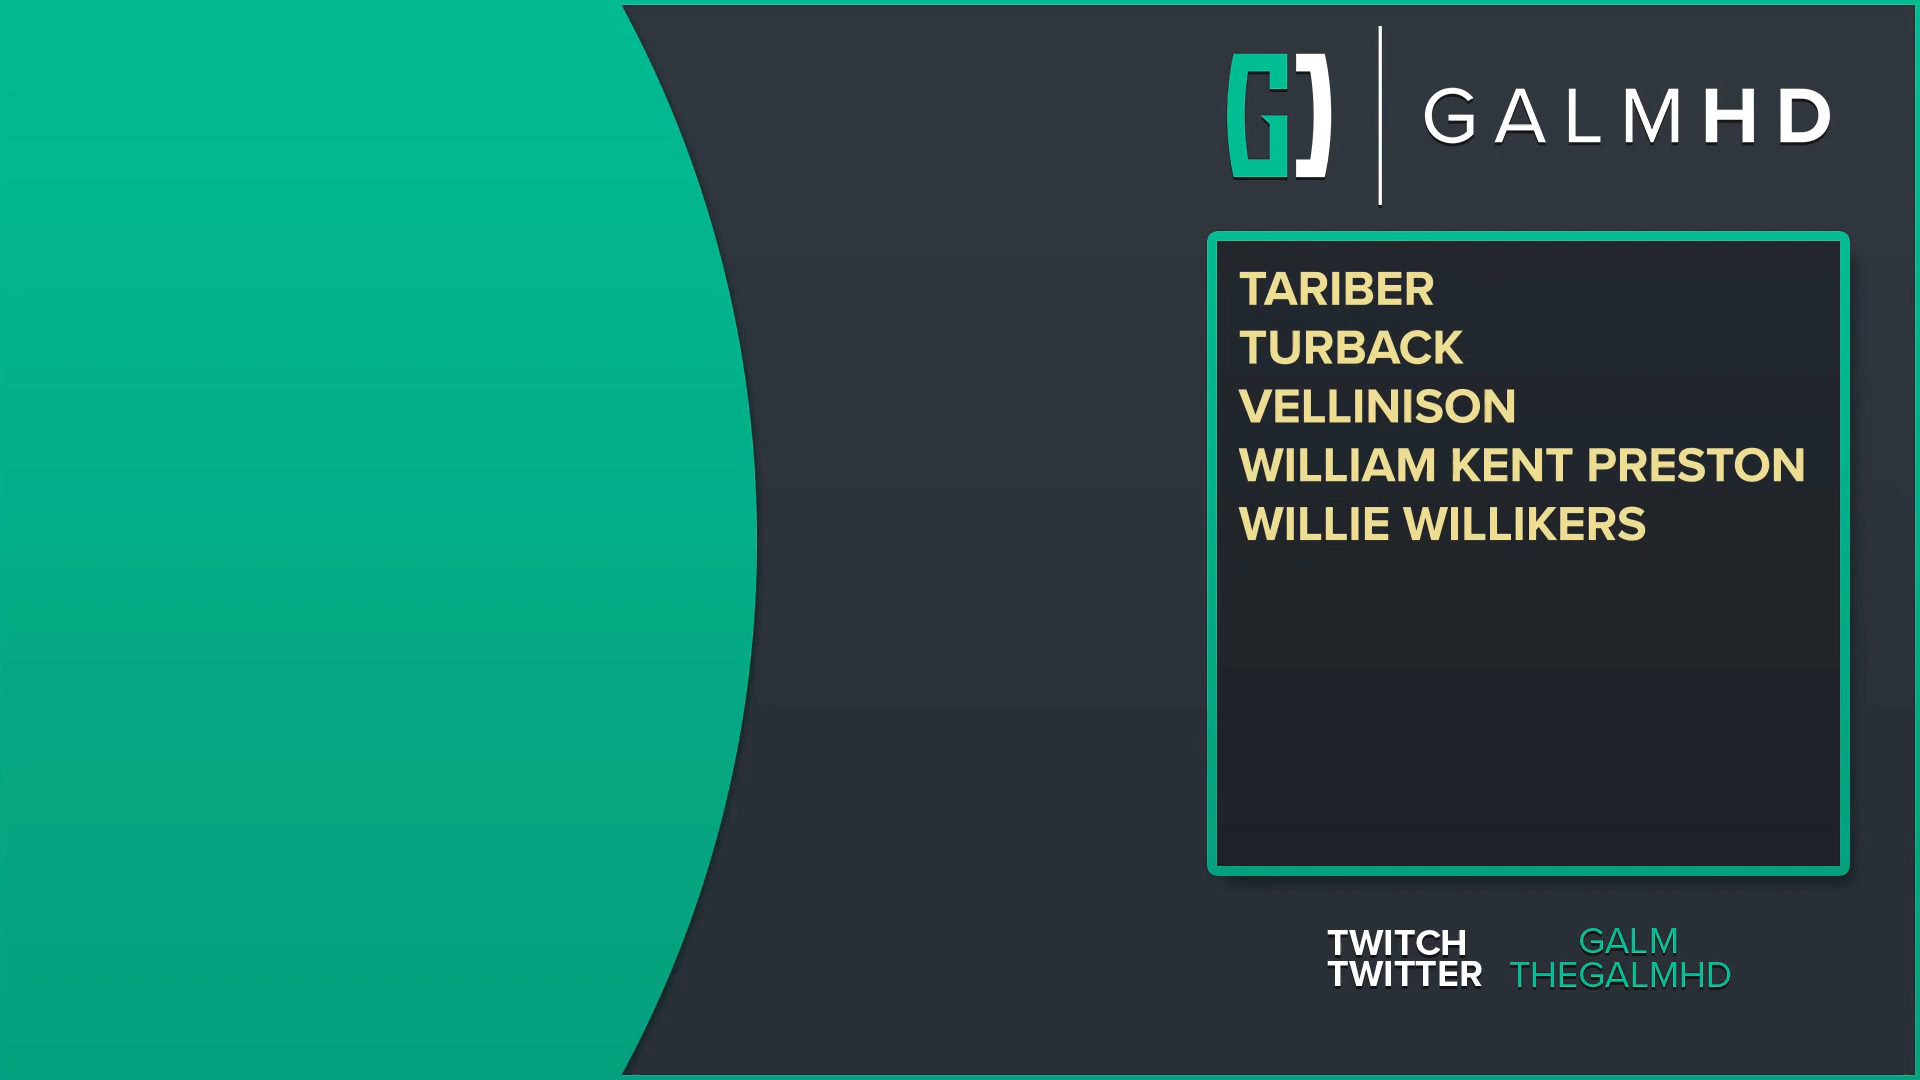 GALMHD
TARIBER
TURBACK
VELLINISON
WILLIAM KENT PRESTON
WILLIE WILLIKERS
TWITCH GALM
TWITTER THEGALMHD